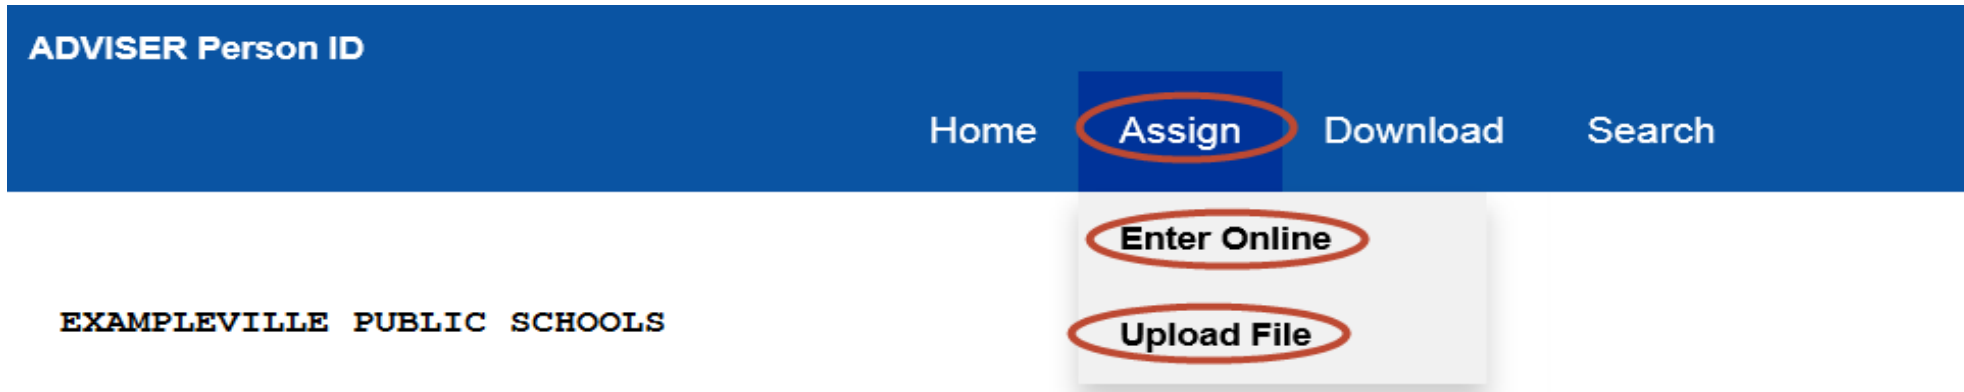 ADVISER Person ID
Home Assign Download Search
Enter Online
EXAMPLEVILLE PUBLIC SCHOOLS
Upload File